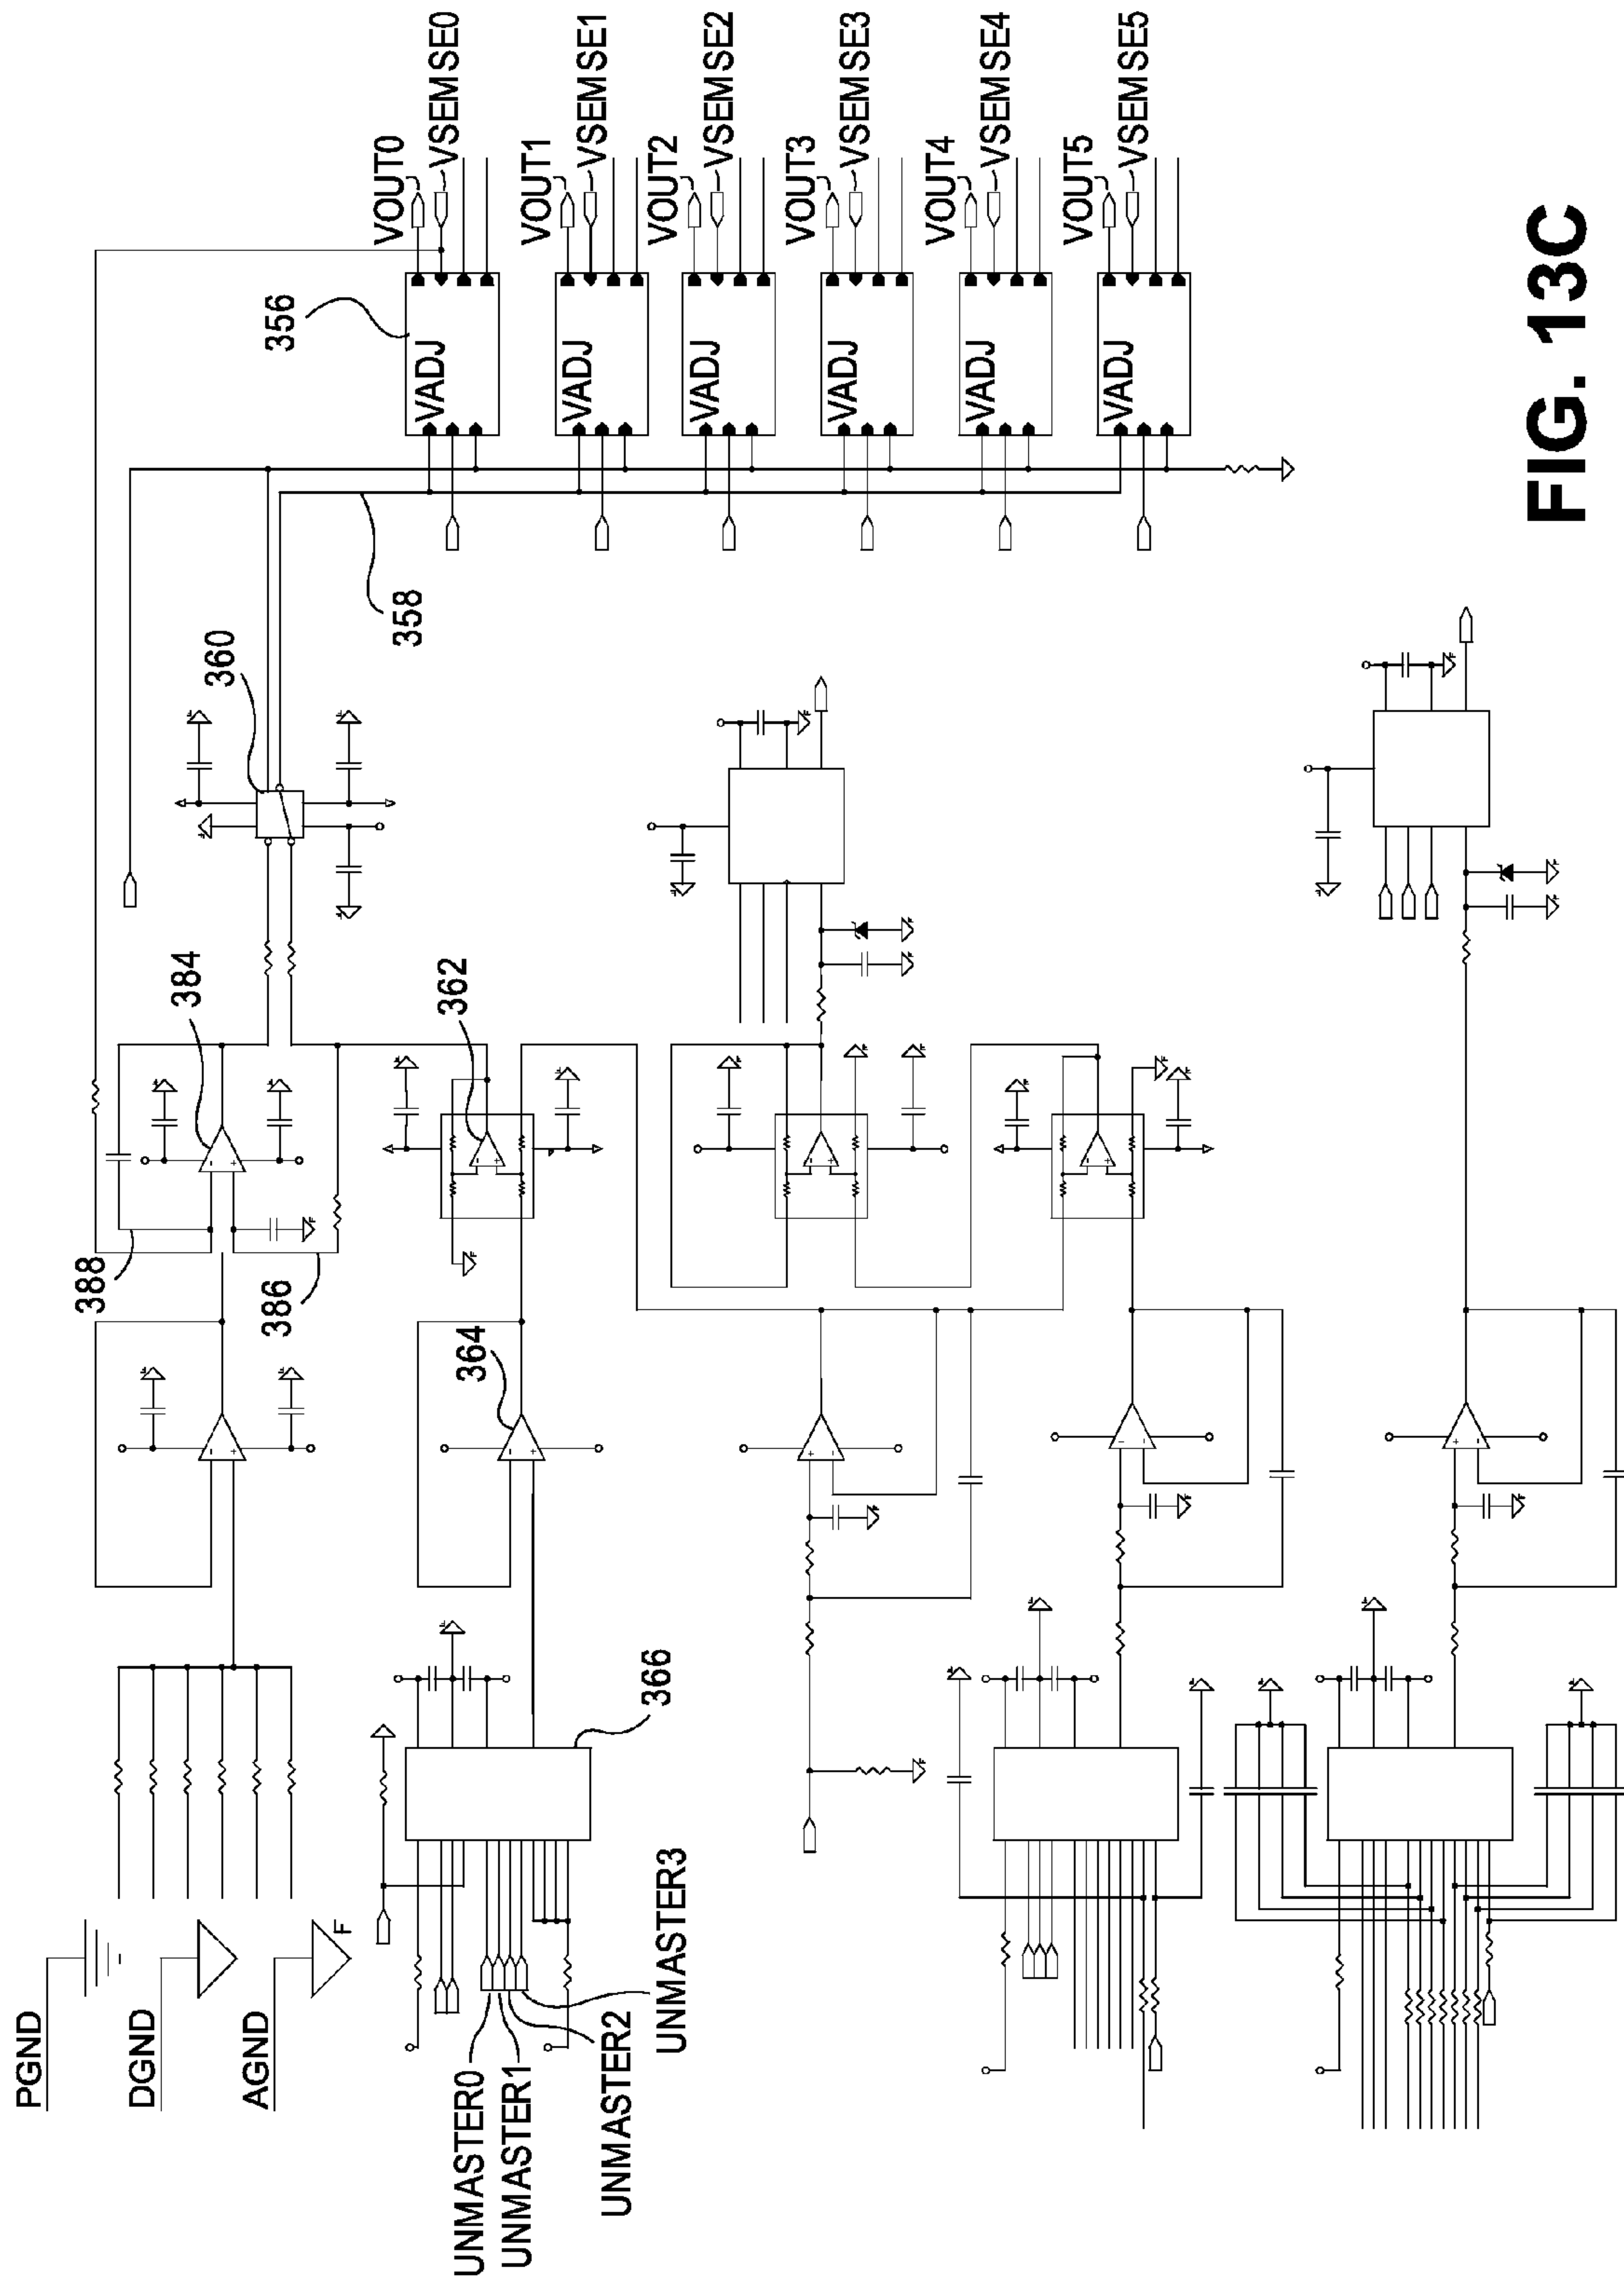 PGND
DGND
AGND
F
UNMASTER0
UNMASTER1
UNMASTER2
UNMASTER3
366
364
388
386
384
362
360
358
356
VADJ
VOUT0
VSEMSE0
VADJ
VOUT1
VSEMSE1
VADJ
VOUT2
VSEMSE2
VADJ
VOUT3
VSEMSE3
VADJ
VOUT4
VSEMSE4
VADJ
VOUT5
VSEMSE5
FIG. 13C